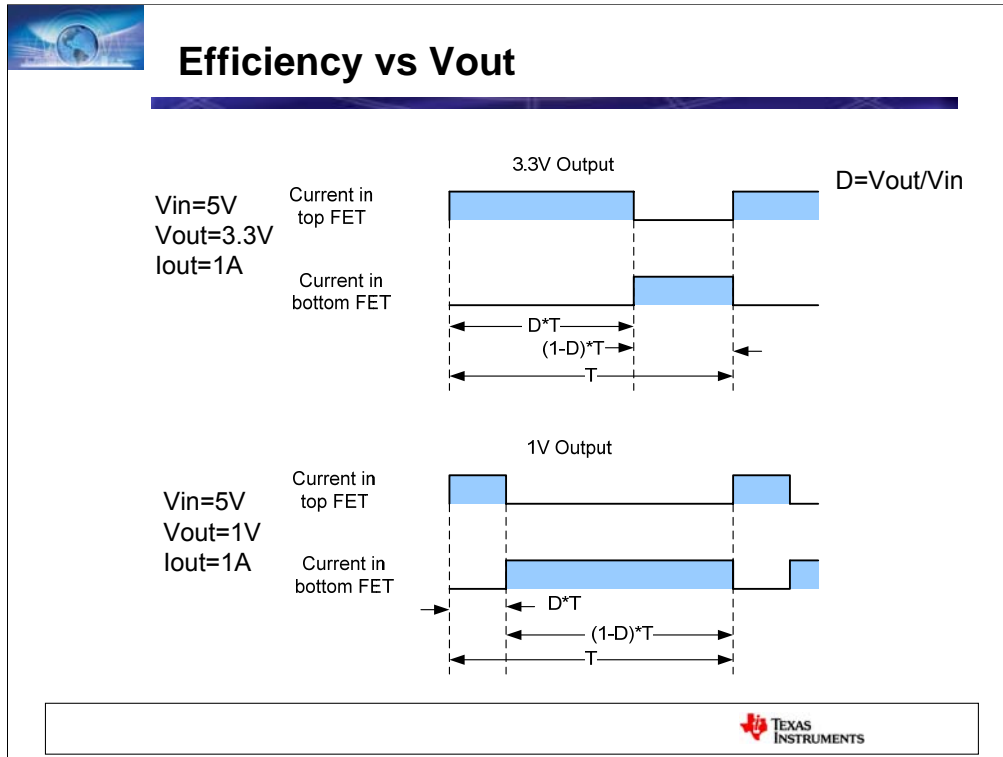 Efficiency vs Vout
3.3V Output
D=Vout/Vin
Vin=5V
Vout=3.3V
Iout=1A
Current in
top FET
Current in
bottom FET
D*T
(1-D)*T
T
1V Output
Vin=5V
Vout=1V
Iout=1A
Current in
top FET
Current in
bottom FET
D*T
(1-D)*T
T
TEXAS
INSTRUMENTS